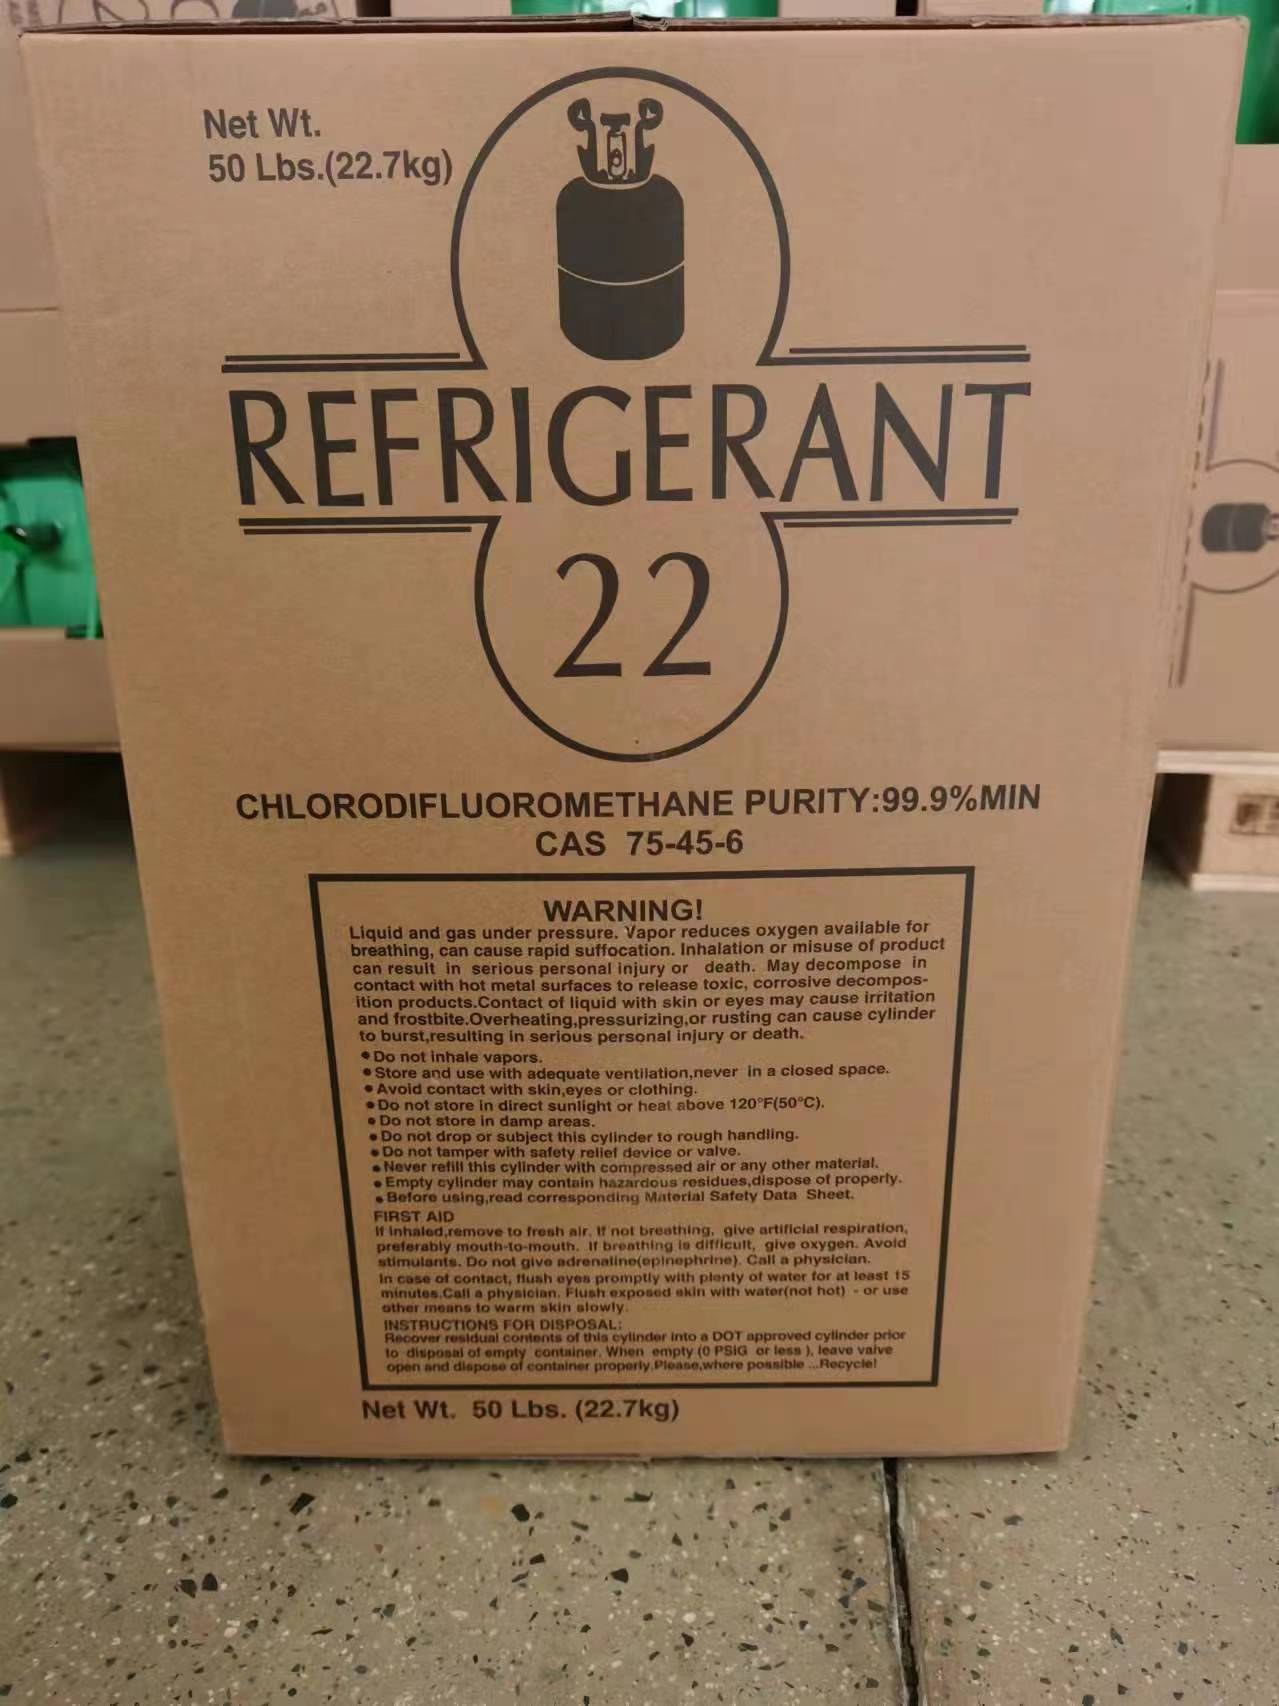 Net Wt.
50 Lbs.(22.7kg)
REFRIGERANT
22
CHLORODIFLUOROMETHANE PURITY:99.9%MIN
CAS 75-45-6
WARNING!
Liquid and gas under pressure. Vapor reduces oxygen available for
breathing, can cause rapid suffocation. Inhalation or misuse of product
can result in serious personal injury or death. May decompose in
contact with hot metal surfaces to release toxic, corrosive decompos-
ition products.Contact of liquid with skin or eyes may cause irritation
and frostbite.Overheating,pressurizing,or rusting can cause cylinder
to burst,resulting in serious personal injury or death.
•Do not inhale vapors.
•Store and use with adequate ventilation,never in a closed space.
•Avoid contact with skin,eyes or clothing.
•Do not store in direct sunlight or heat above 120°F(50°C).
•Do not store in damp areas.
•Do not drop or subject this cylinder to rough handling.
•Do not tamper with safety relief device or valve.
•Never refill this cylinder with compressed air or any other material.
•Empty cylinder may contain hazardous residues,dispose of properly.
•Before using,read corresponding Material Safety Data Sheet.
FIRST AID
If inhaled,remove to fresh air. If not breathing, give artificial respiration,
preferably mouth-to-mouth. If breathing is difficult, give oxygen. Avoid
stimulants. Do not give adrenaline(epinephrine). Call a physician.
In case of contact, flush eyes promptly with plenty of water for at least 15
minutes.Call a physician. Flush exposed skin with water(not hot) - or use
other means to warm skin slowly.
INSTRUCTIONS FOR DISPOSAL:
Recover residual contents of this cylinder into a DOT approved cylinder prior
to disposal of empty container. When empty (0 PSIG or less ), leave valve
open and dispose of container properly.Please,where possible ...Recycle!
Net Wt. 50 Lbs. (22.7kg)